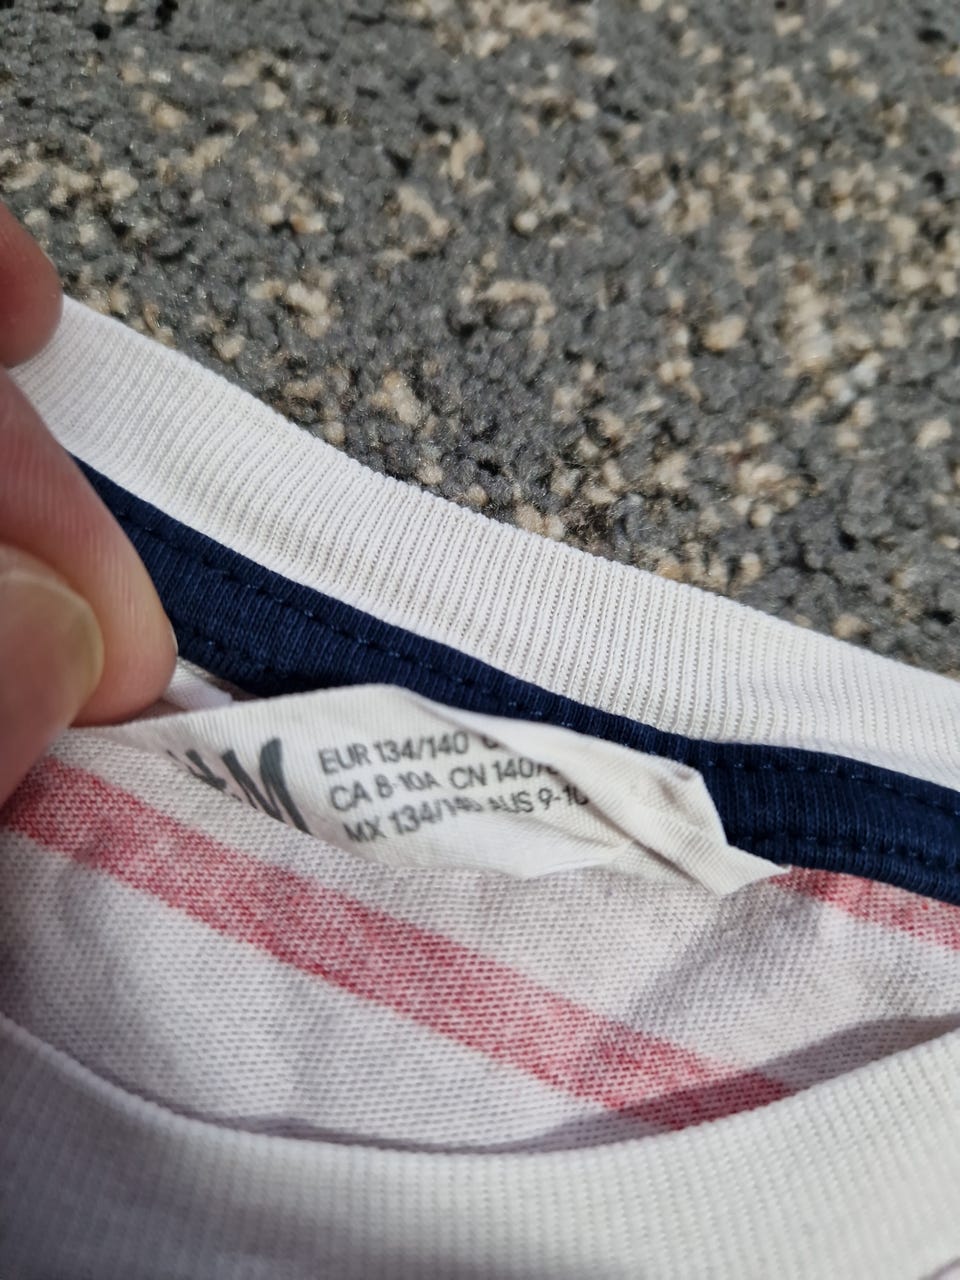 H&M
EUR 134/140
CA 8-10A CN 140/
MX 134/140 AUS 9-10